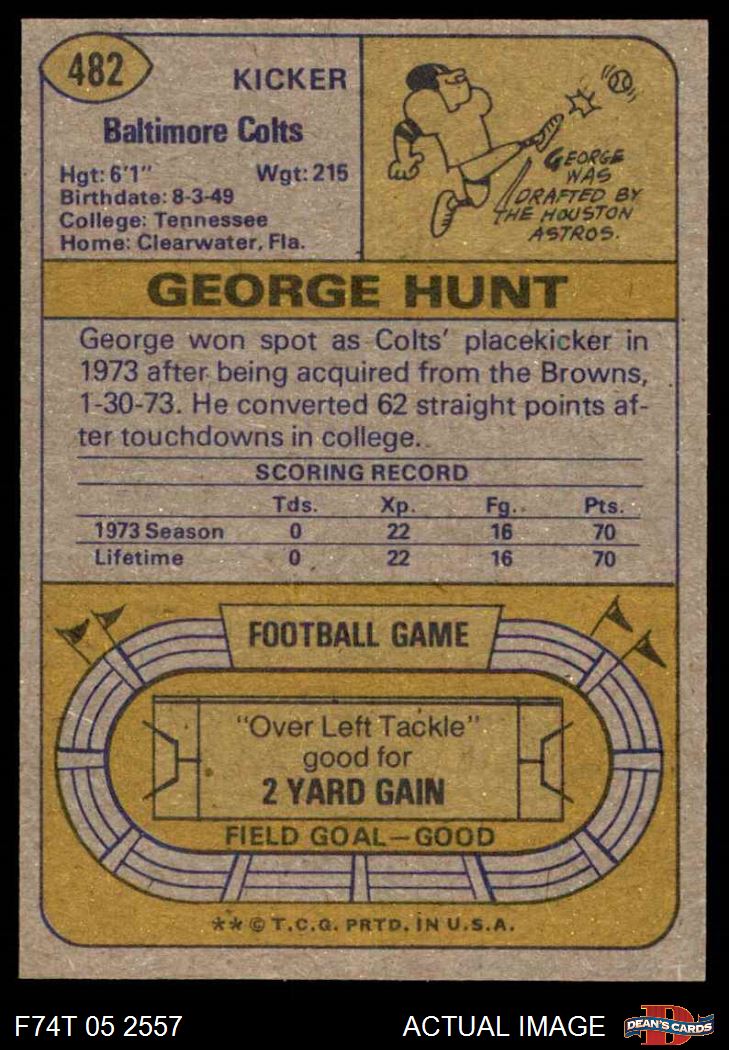 482
KICKER
Baltimore Colts
Hgt: 6'1" Wgt: 215
Birthdate: 8-3-49
College: Tennessee
Home: Clearwater, Fla.
GEORGE
WAS
DRAFTED BY
THE HOUSTON
ASTROS.
GEORGE HUNT
George won spot as Colts' placekicker in
1973 after being acquired from the Browns,
1-30-73. He converted 62 straight points af-
ter touchdowns in college.
SCORING RECORD
Tds. Xp. Fg. Pts.
1973 Season 0 22 16 70
Lifetime 0 22 16 70
FOOTBALL GAME
"Over Left Tackle"
good for
2 YARD GAIN
FIELD GOAL—GOOD
** © T.C.G. PRTD. IN U.S.A.
F74T 05 2557 ACTUAL IMAGE
D
DEAN'S CARDS